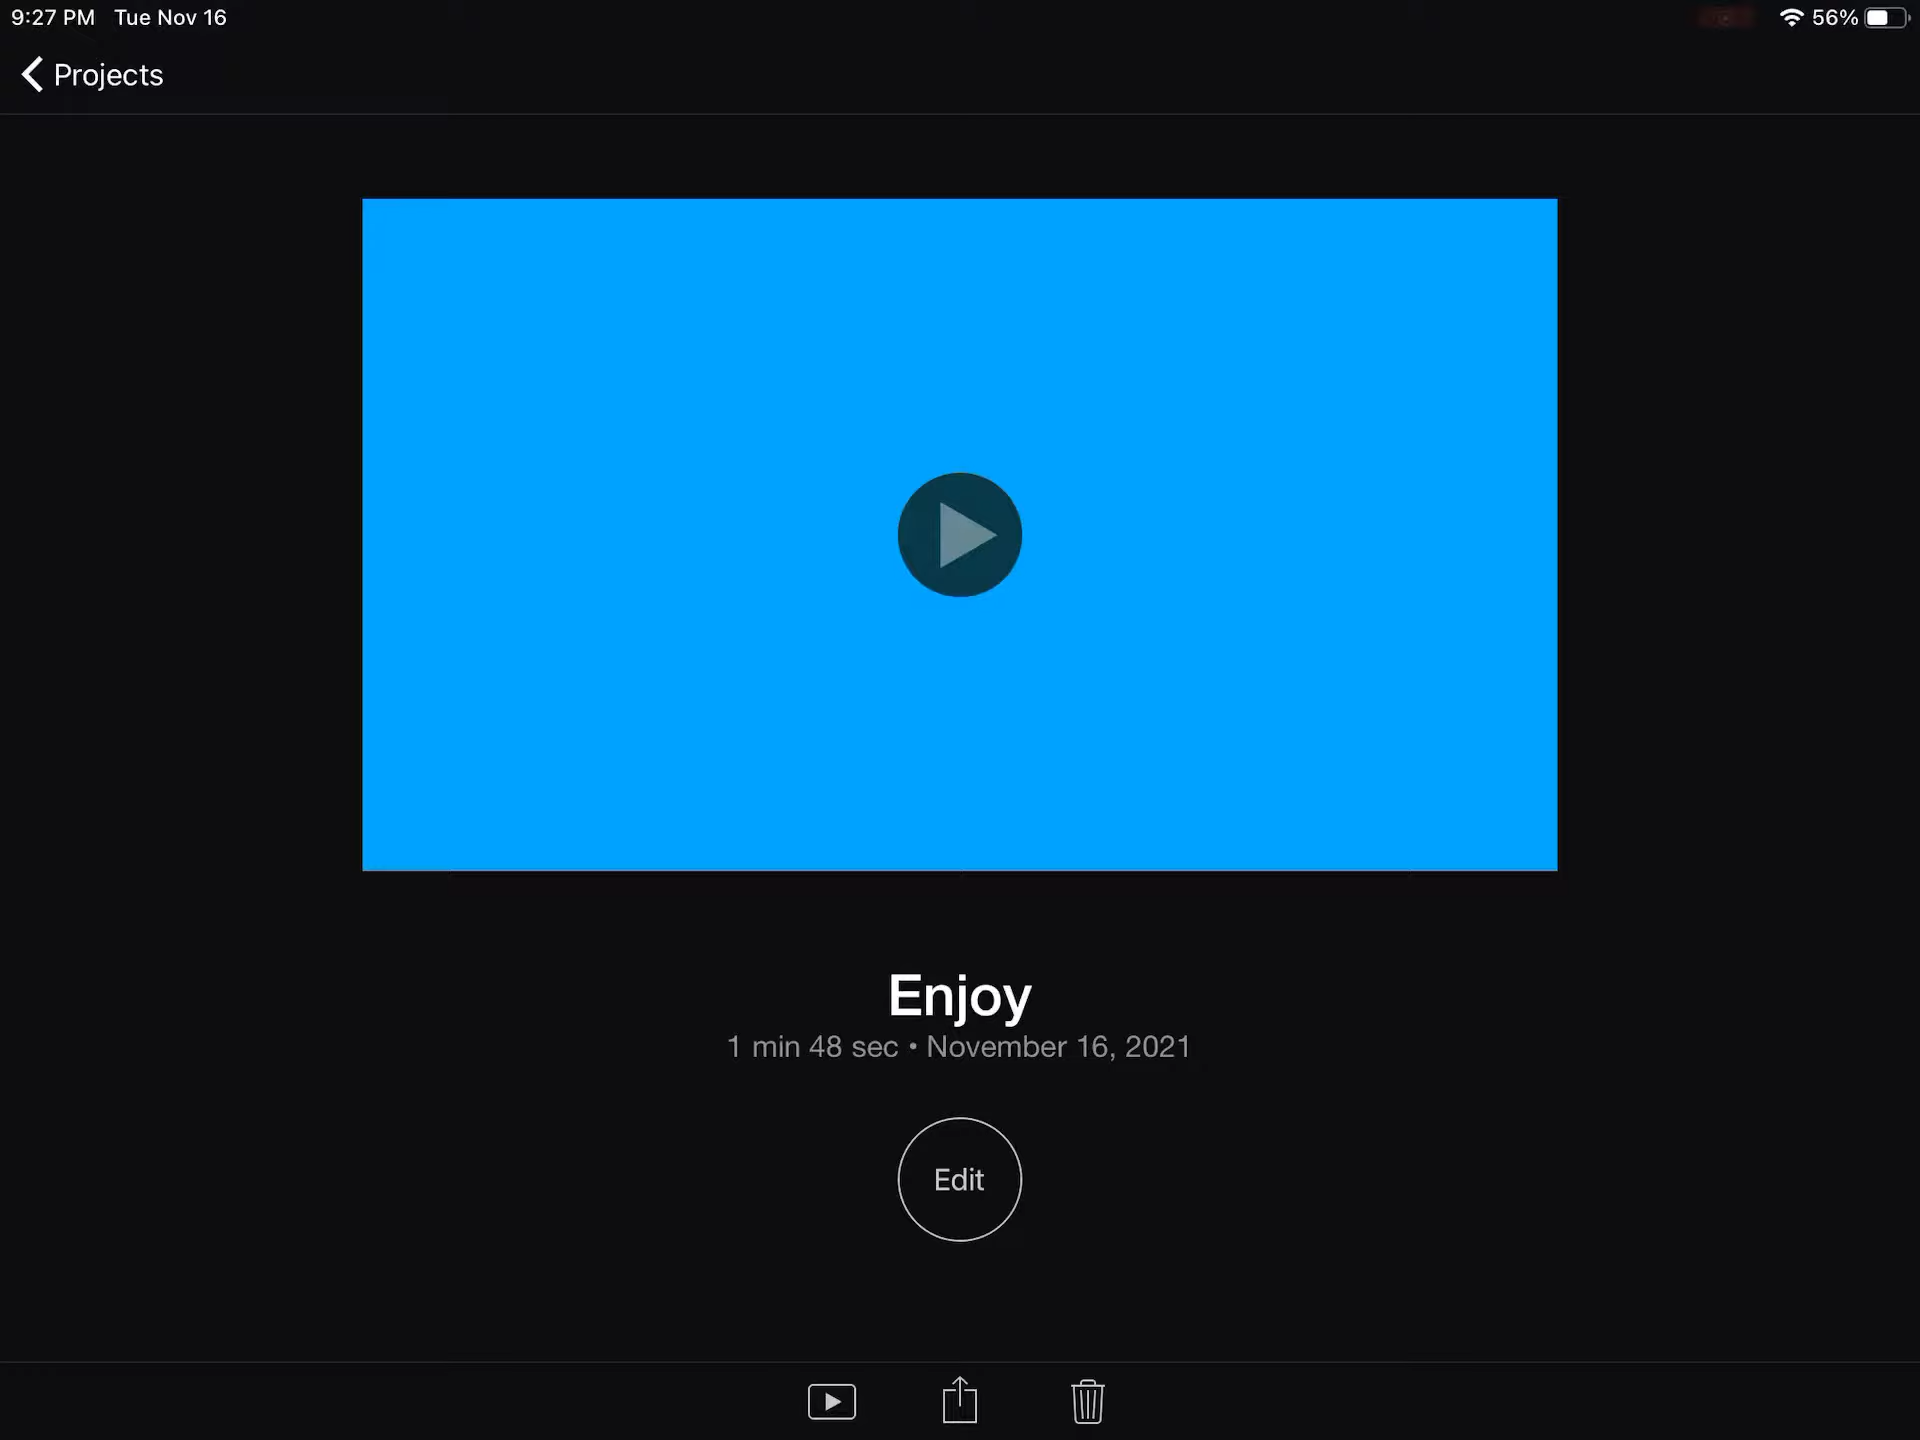 9:27 PM Tue Nov 16 56%
Projects
Enjoy
1 min 48 sec • November 16, 2021
Edit